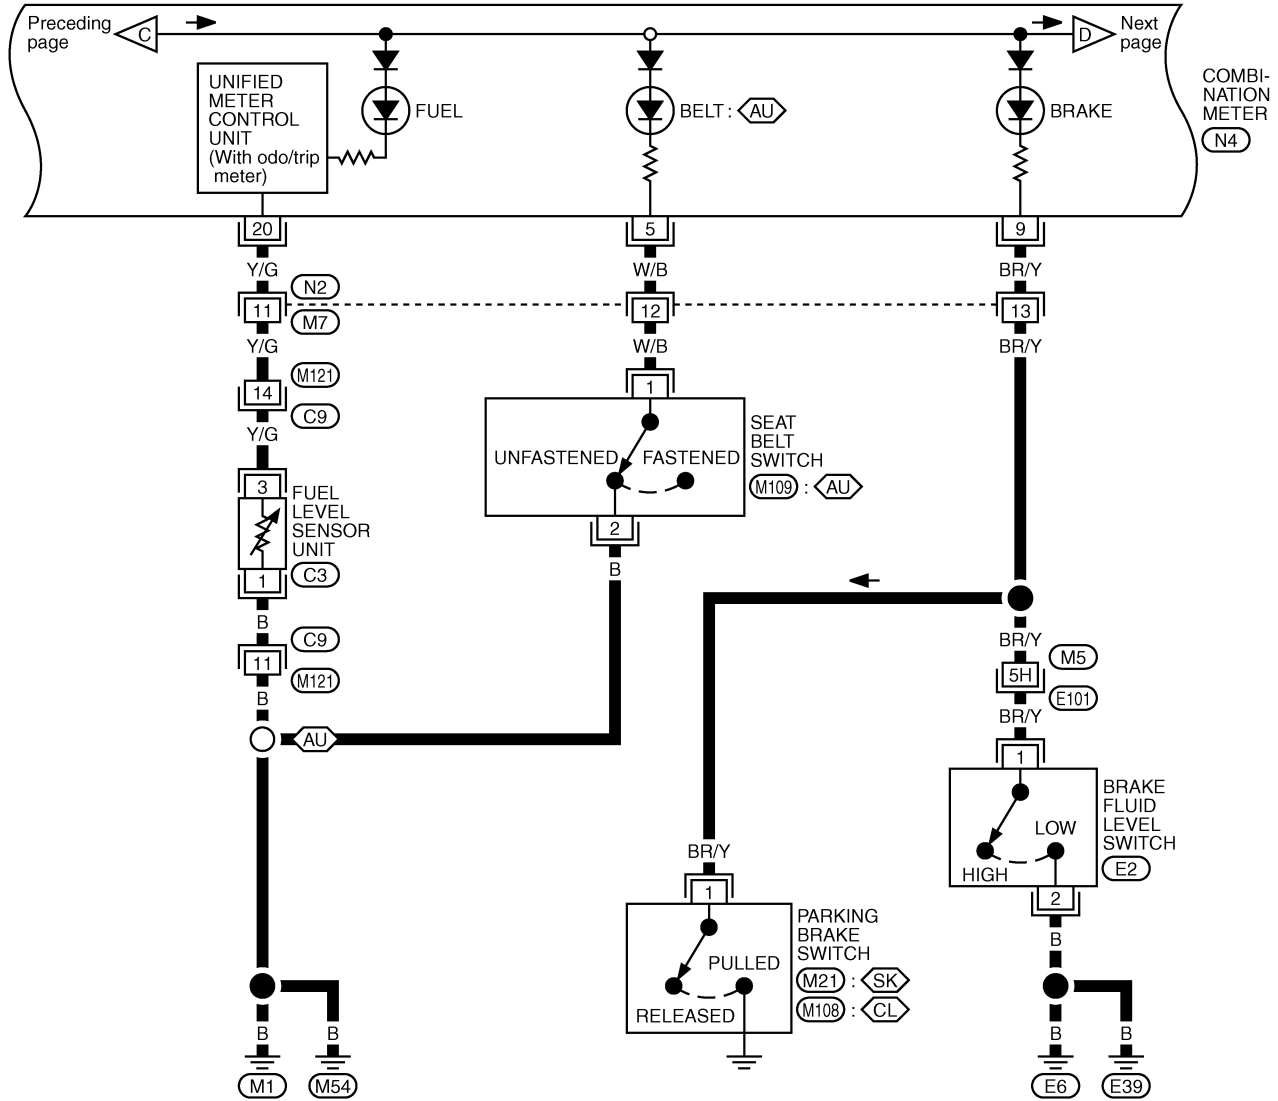 Preceding
page
C
D
Next
page
UNIFIED
METER
CONTROL
UNIT
(With odo/trip
meter)
FUEL
BELT : AU
BRAKE
COMBI-
NATION
METER
N4
20
5
9
Y/G
W/B
BR/Y
N2
11
12
13
M7
Y/G
W/B
BR/Y
M121
14
1
C9
Y/G
SEAT
BELT
SWITCH
M109 : AU
UNFASTENED
FASTENED
3
FUEL
LEVEL
SENSOR
UNIT
C3
1
2
B
B
C9
11
M121
B
AU
BR/Y
M5
5H
E101
BR/Y
1
BRAKE
FLUID
LEVEL
SWITCH
E2
LOW
HIGH
2
BR/Y
1
PARKING
BRAKE
SWITCH
M21 : SK
M108 : CL
PULLED
RELEASED
B
B
B
B
B
M1
M54
E6
E39